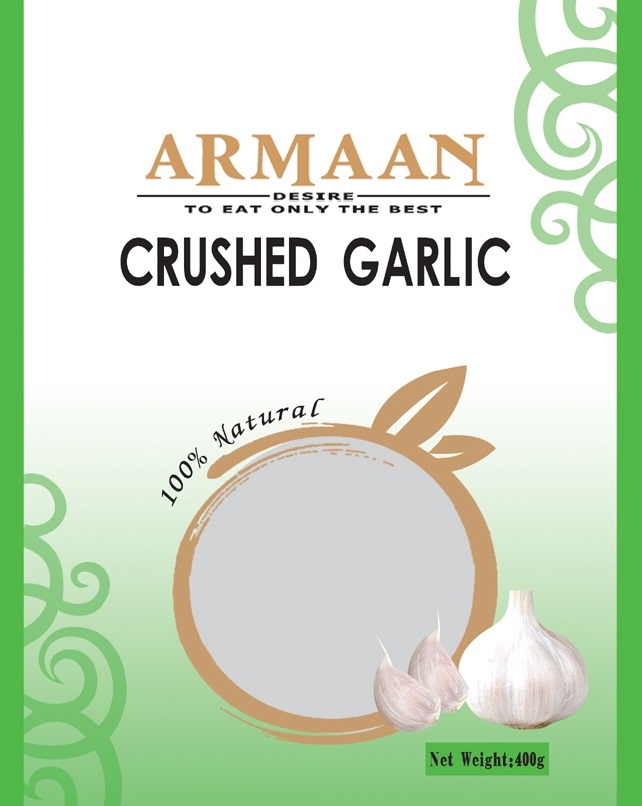 ARMAAN
DESIRE
TO EAT ONLY THE BEST
CRUSHED GARLIC
100% Natural
Net Weight:400g